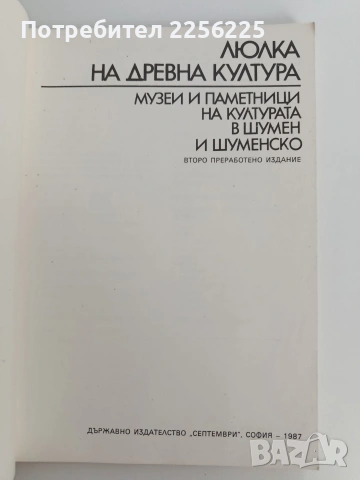 Потребител 2256225
ЛЮЛКА
НА ДРЕВНА КУЛТУРА
МУЗЕИ И ПАМЕТНИЦИ
НА КУЛТУРАТА
В ШУМЕН
И ШУМЕНСКО
ВТОРО ПРЕРАБОТЕНО ИЗДАНИЕ
ДЪРЖАВНО ИЗДАТЕЛСТВО „СЕПТЕМВРИ", СОФИЯ – 1987
BAZAR